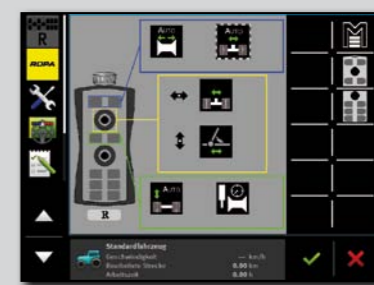 R
ROPA
Auto
Auto
Auto
R
Standardfahrzeug
Geschwindigkeit — km/h
Bearbeitete Strecke 0.00 km
Arbeitszeit 0.00 h